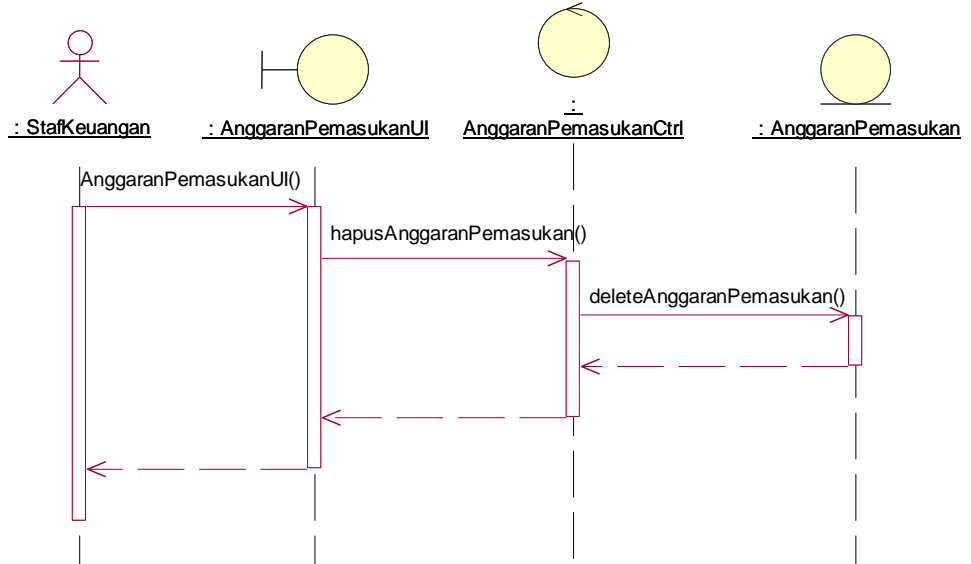 : StafKeuangan
: AnggaranPemasukanUI
:
AnggaranPemasukanCtrl
: AnggaranPemasukan
AnggaranPemasukanUI()
hapusAnggaranPemasukan()
deleteAnggaranPemasukan()